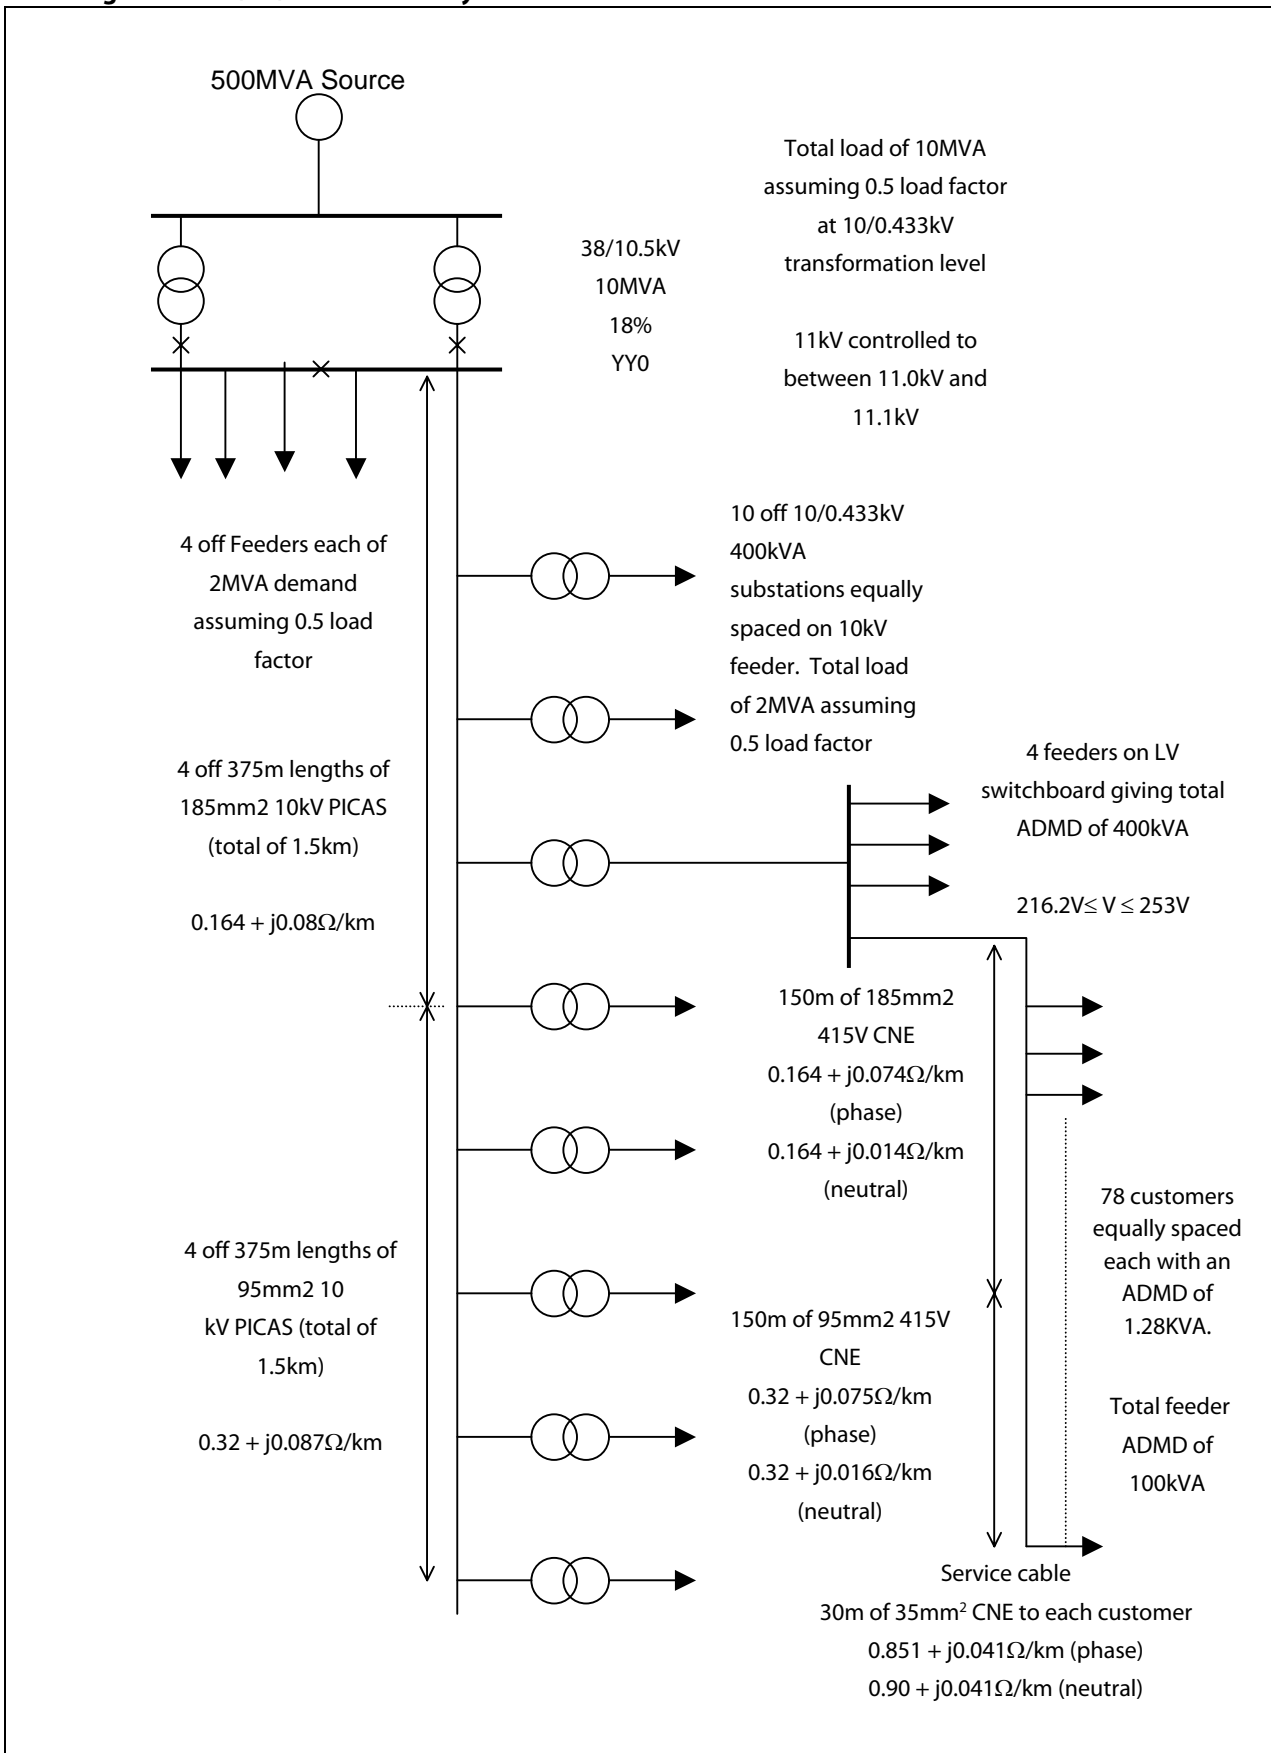 500MVA Source
Total load of 10MVA
assuming 0.5 load factor
at 10/0.433kV
transformation level
38/10.5kV
10MVA
18%
YY0
11kV controlled to
between 11.0kV and
11.1kV
4 off Feeders each of
2MVA demand
assuming 0.5 load
factor
10 off 10/0.433kV
400kVA
substations equally
spaced on 10kV
feeder. Total load
of 2MVA assuming
0.5 load factor
4 off 375m lengths of
185mm2 10kV PICAS
(total of 1.5km)
0.164 + j0.08Ω/km
4 feeders on LV
switchboard giving total
ADMD of 400kVA
216.2V≤ V ≤ 253V
150m of 185mm2
415V CNE
0.164 + j0.074Ω/km
(phase)
0.164 + j0.014Ω/km
(neutral)
78 customers
equally spaced
each with an
ADMD of
1.28KVA.
4 off 375m lengths of
95mm2 10
kV PICAS (total of
1.5km)
0.32 + j0.087Ω/km
150m of 95mm2 415V
CNE
0.32 + j0.075Ω/km
(phase)
0.32 + j0.016Ω/km
(neutral)
Total feeder
ADMD of
100kVA
Service cable
30m of 35mm² CNE to each customer
0.851 + j0.041Ω/km (phase)
0.90 + j0.041Ω/km (neutral)